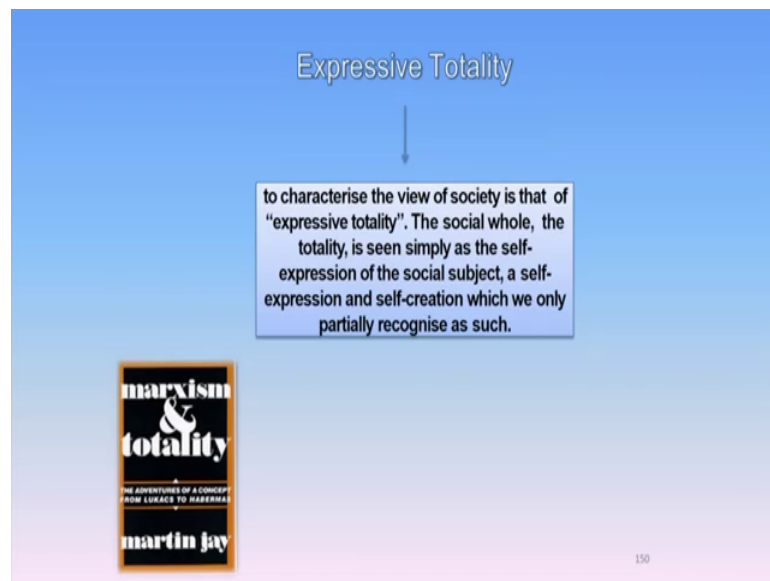 Expressive Totality
to characterise the view of society is that of
“expressive totality”. The social whole, the
totality, is seen simply as the self-
expression of the social subject, a self-
expression and self-creation which we only
partially recognise as such.
marxism
&
totality
THE ADVENTURES OF A CONCEPT
FROM LUKÁCS TO HABERMAS
martin jay
150